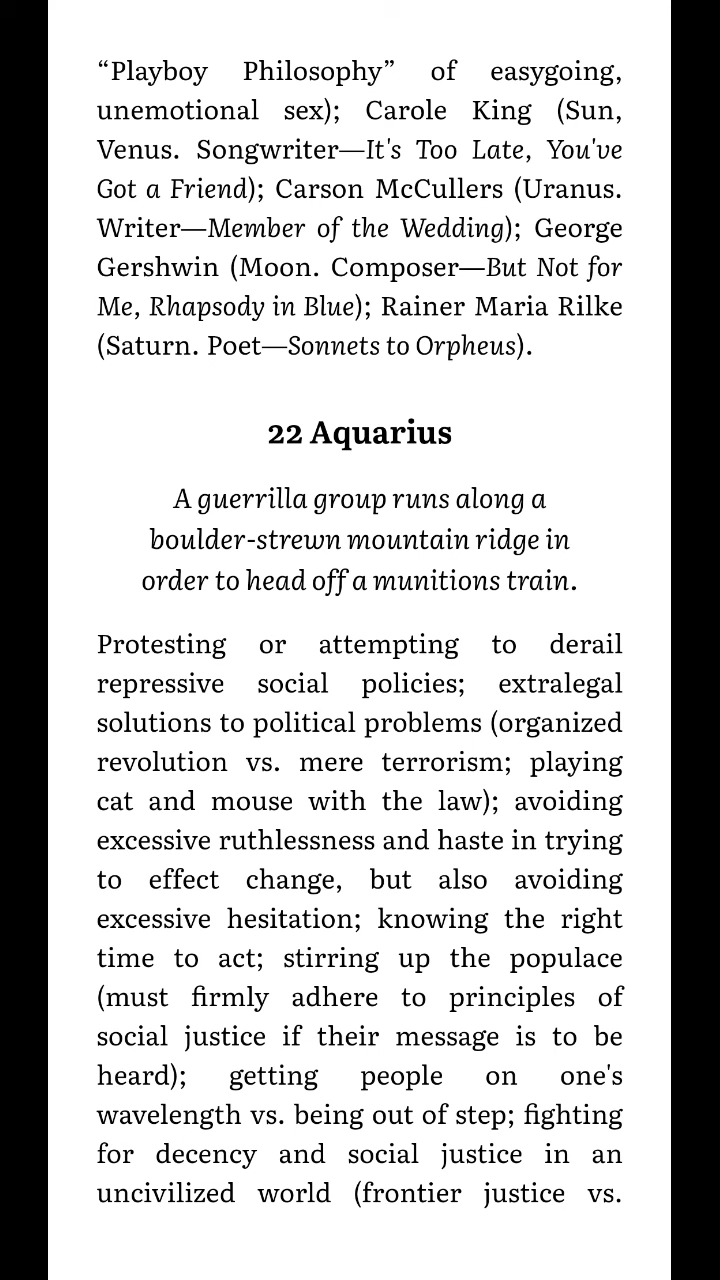 “Playboy Philosophy” of easygoing,
unemotional sex); Carole King (Sun,
Venus. Songwriter—It's Too Late, You've
Got a Friend); Carson McCullers (Uranus.
Writer—Member of the Wedding); George
Gershwin (Moon. Composer—But Not for
Me, Rhapsody in Blue); Rainer Maria Rilke
(Saturn. Poet—Sonnets to Orpheus).
22 Aquarius
A guerrilla group runs along a
boulder-strewn mountain ridge in
order to head off a munitions train.
Protesting or attempting to derail
repressive social policies; extralegal
solutions to political problems (organized
revolution vs. mere terrorism; playing
cat and mouse with the law); avoiding
excessive ruthlessness and haste in trying
to effect change, but also avoiding
excessive hesitation; knowing the right
time to act; stirring up the populace
(must firmly adhere to principles of
social justice if their message is to be
heard); getting people on one's
wavelength vs. being out of step; fighting
for decency and social justice in an
uncivilized world (frontier justice vs.